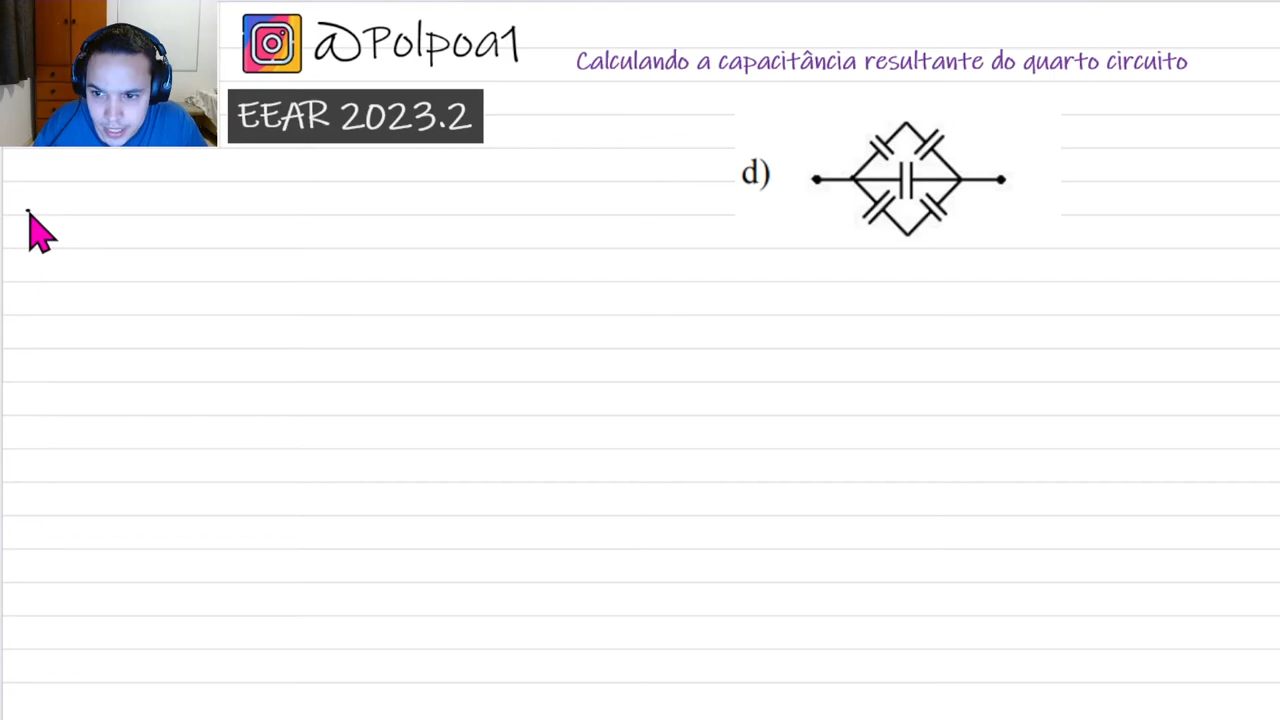 @Polpoa1
Calculando a capacitância resultante do quarto circuito
EEAR 2023.2
d)